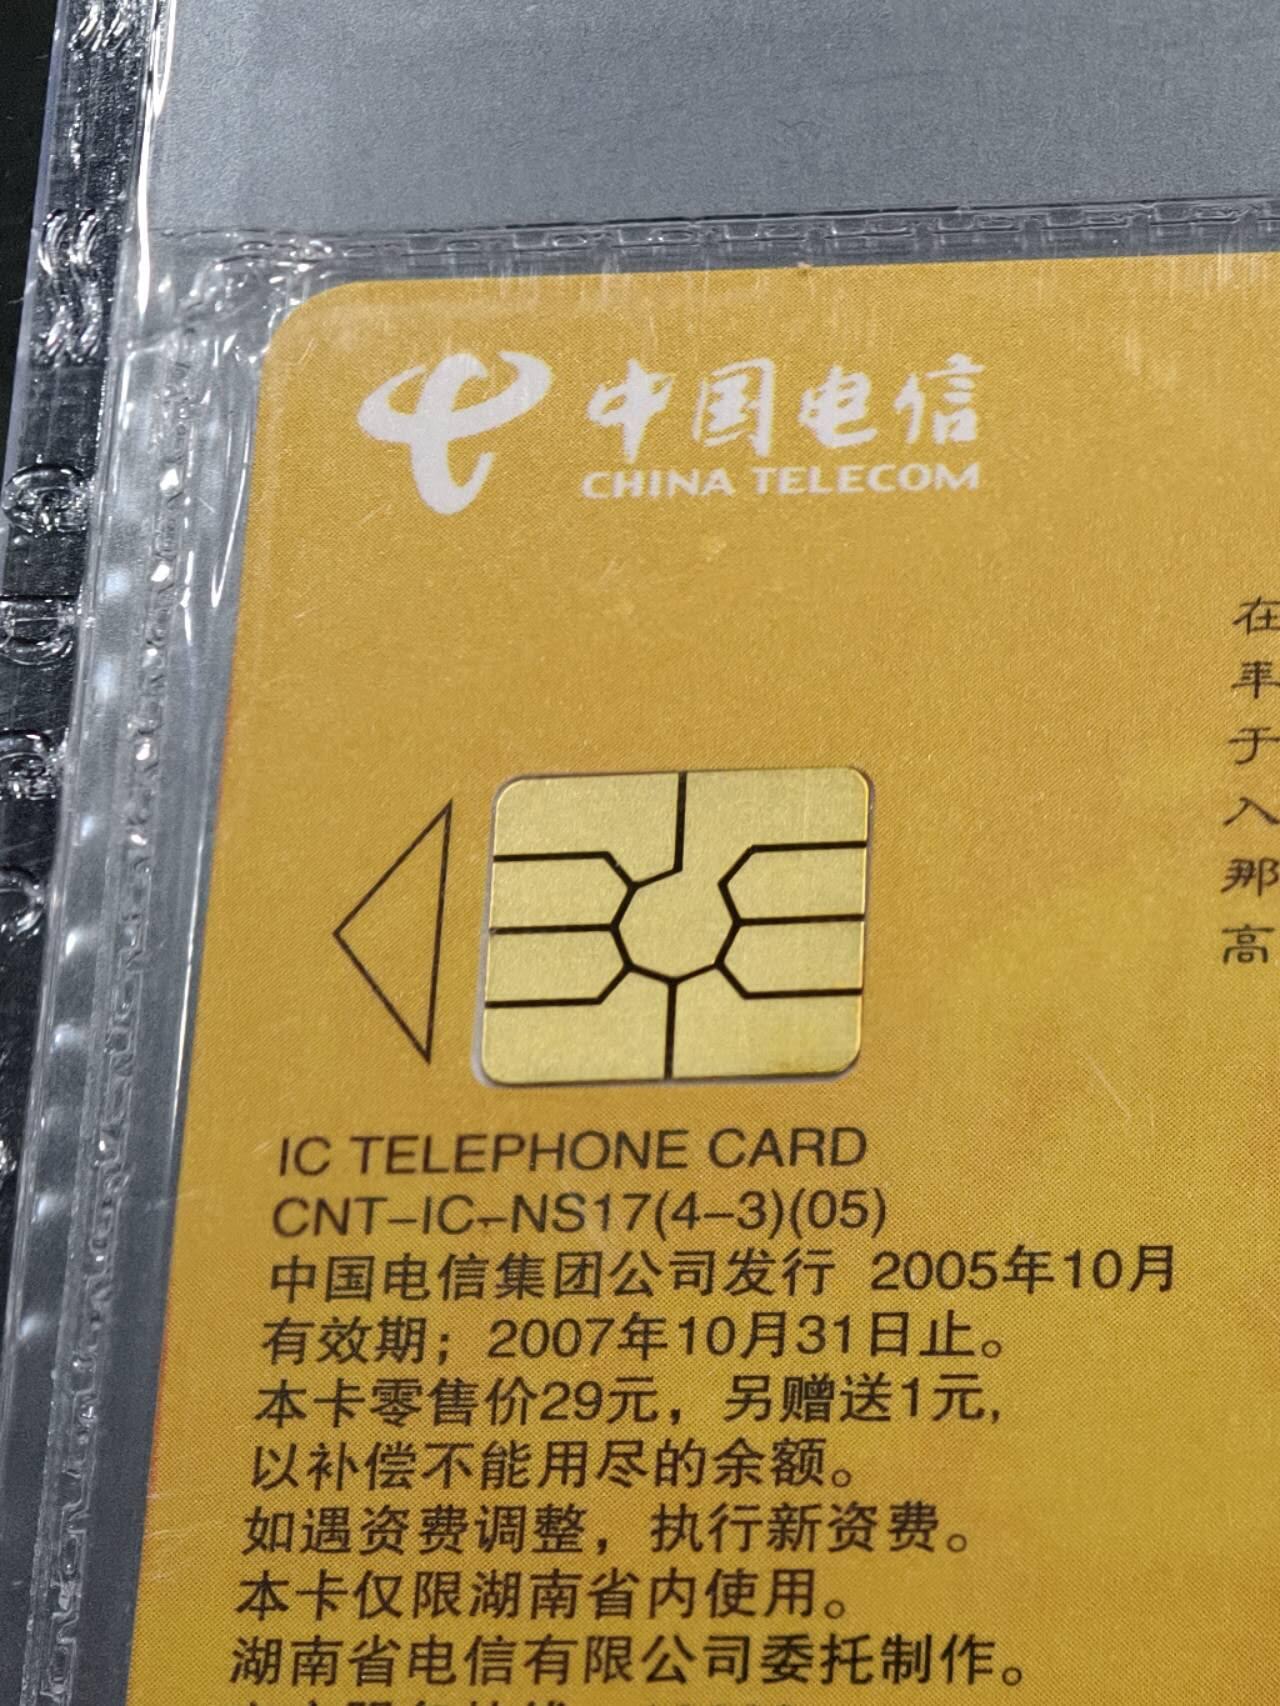 中国电信
CHINA TELECOM
在
于
入
那
高
IC TELEPHONE CARD
CNT-IC-NS17(4-3)(05)
中国电信集团公司发行 2005年10月
有效期；2007年10月31日止。
本卡零售价29元，另赠送1元，
以补偿不能用尽的余额。
如遇资费调整，执行新资费。
本卡仅限湖南省内使用。
湖南省电信有限公司委托制作。